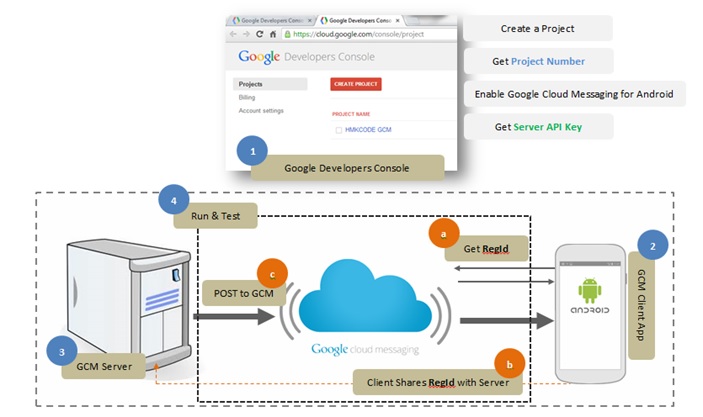 Google Developers Conso
Google Developers Conso
https://cloud.google.com/console/project
Google Developers Console
Projects
Billing
Account settings
CREATE PROJECT
PROJECT NAME
HMKCODE GCM
1
Google Developers Console
Create a Project
Get Project Number
Enable Google Cloud Messaging for Android
Get Server API Key
4
Run & Test
a
Get RegId
2
GCM Client App
ANDROID
c
POST to GCM
Google cloud messaging
3
GCM Server
b
Client Shares RegId with Server